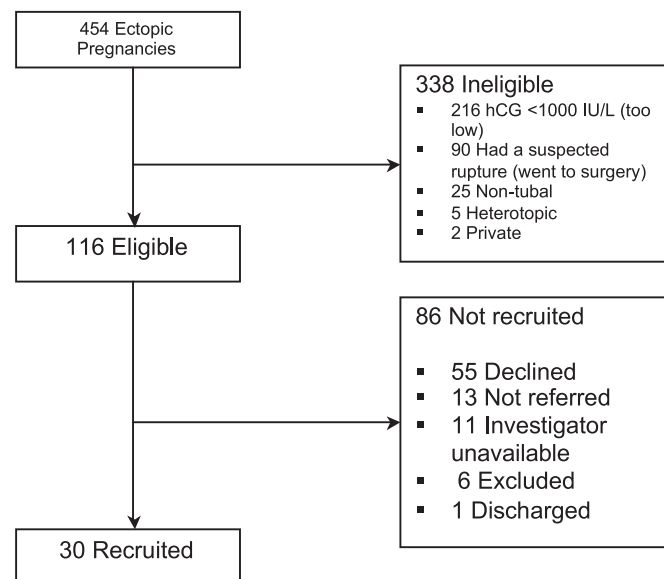 454 Ectopic
Pregnancies
338 Ineligible
▪ 216 hCG <1000 IU/L (too
low)
▪ 90 Had a suspected
rupture (went to surgery)
▪ 25 Non-tubal
▪ 5 Heterotopic
▪ 2 Private
116 Eligible
86 Not recruited
▪ 55 Declined
▪ 13 Not referred
▪ 11 Investigator
unavailable
▪ 6 Excluded
▪ 1 Discharged
30 Recruited